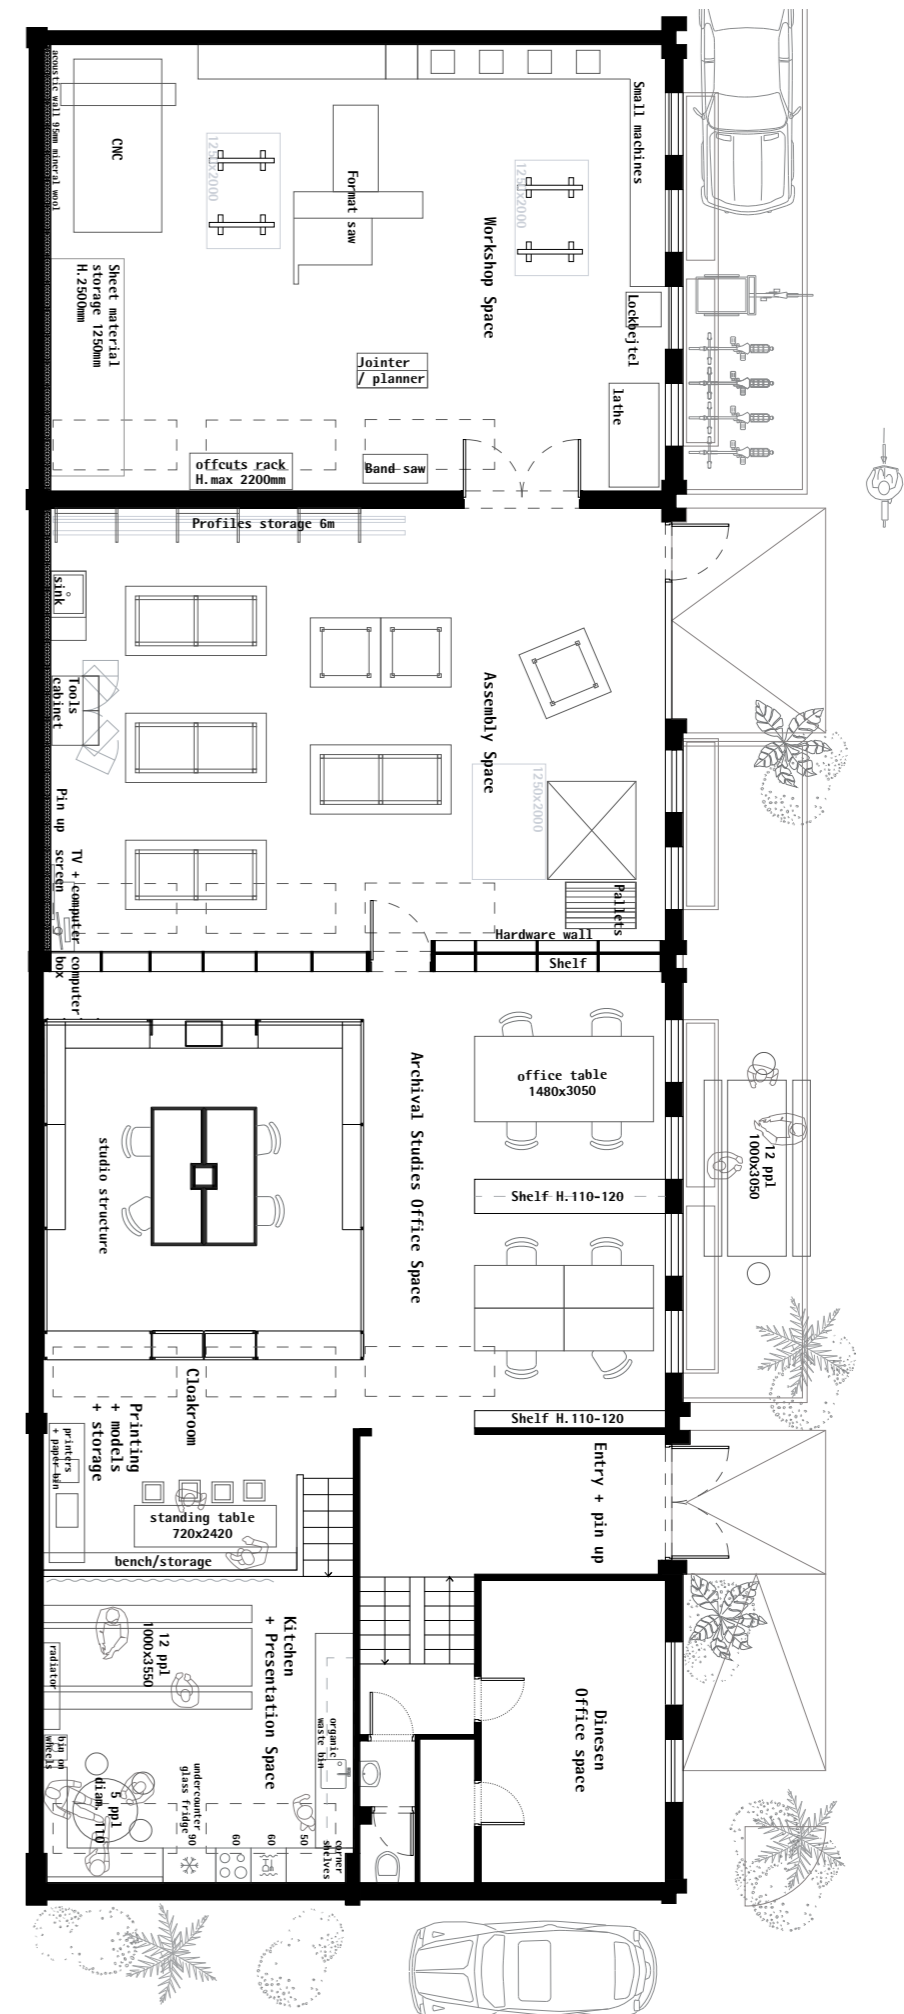 acoustic wall 95mm mineral wool
CNC
1250x2000
Format saw
1250x2000
Small machines
Workshop Space
Sheet material
storage 1250mm
H.2500mm
Lockbejtel
Jointer
/ planner
lathe
offcuts rack
H.max 2200mm
Band saw
Profiles storage 6m
sink
Tools
cabinet
Assembly Space
1250x2000
Pin up
TV + computer
screen
computer
box
Pallets
Hardware wall
Shelf
Archival Studies Office Space
office table
1480x3050
studio structure
Shelf H.110-120
12 ppl
1000x3050
Shelf H.110-120
Cloakroom
Printing
+ models
+ storage
printers
+ paper bin
standing table
720x2420
bench/storage
Entry + pin up
Kitchen
+ Presentation Space
12 ppl
1000x3550
radiator
bin on
wheels
organic
waste bin
undercounter
glass fridge
5 ppl
diam. 110
90
60
60
50
corner
shelves
Dinesen
Office space